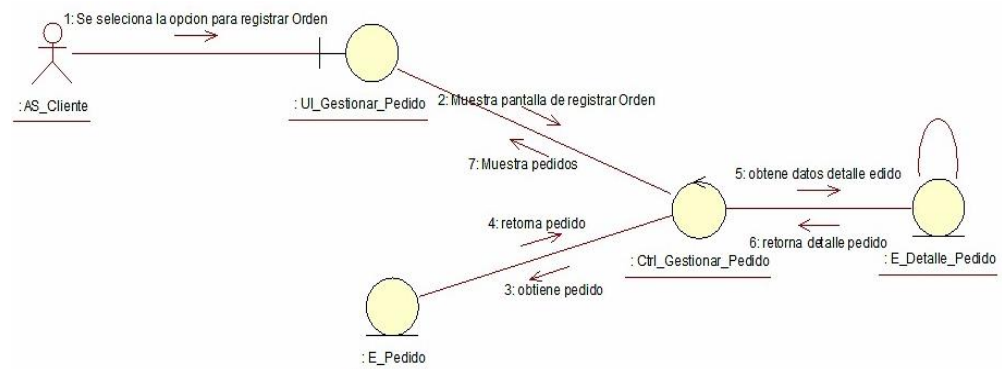 1: Se seleciona la opcion para registrar Orden
: AS_Cliente
: UI_Gestionar_Pedido
2: Muestra pantalla de registrar Orden
7: Muestra pedidos
5: obtene datos detalle edido
4: retorna pedido
6: retorna detalle pedido
: Ctrl_Gestionar_Pedido
: E_Detalle_Pedido
3: obtiene pedido
: E_Pedido